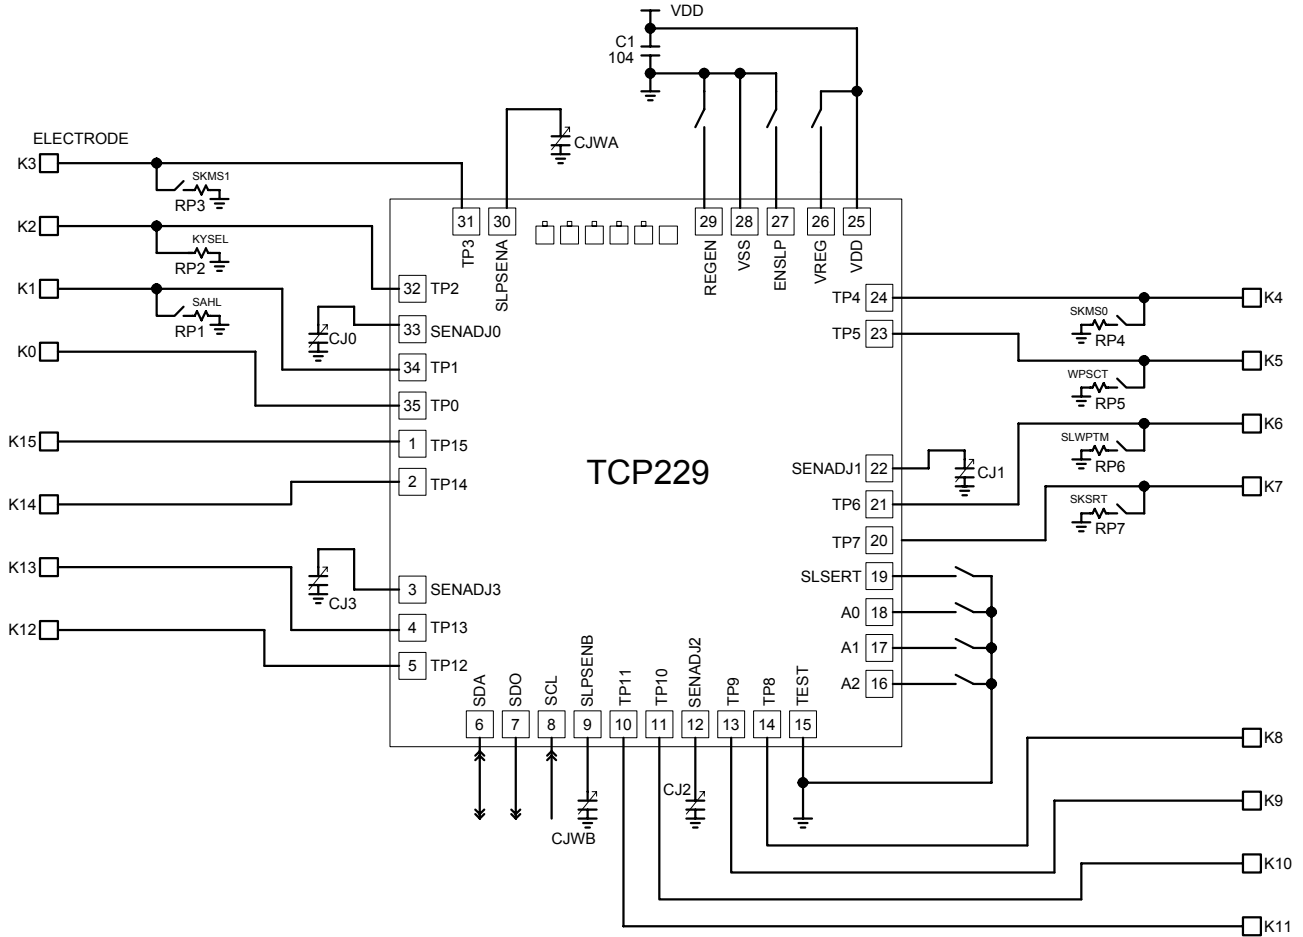 VDD
C1
104
CJWA
ELECTRODE
K3
SKMS1
RP3
K2
KYSEL
RP2
K1
SAHL
RP1
K0
K15
K14
K13
K12
31
TP3
30
SLPSENA
29
REGEN
28
VSS
27
ENSLP
26
VREG
25
VDD
32 TP2
33 SENADJ0
CJ0
34 TP1
35 TP0
1 TP15
2 TP14
3 SENADJ3
CJ3
4 TP13
5 TP12
TCP229
TP4 24
TP5 23
SENADJ1 22
CJ1
TP6 21
TP7 20
SLSERT 19
A0 18
A1 17
A2 16
K4
SKMS0
RP4
K5
WPSCT
RP5
K6
SLWPTM
RP6
K7
SKSRT
RP7
SDA
6
SDO
7
SCL
8
SLPSENB
9
TP11
10
TP10
11
SENADJ2
12
TP9
13
TP8
14
TEST
15
CJWB
CJ2
K8
K9
K10
K11